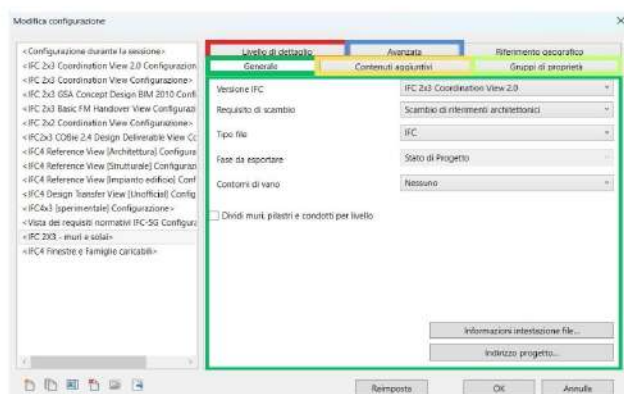 Modifica configurazione
<Configurazione durante la sessione>
<IFC 2x3 Coordination View 2.0 Configurazion
<IFC 2x3 Coordination View Configurazione>
<IFC 2x3 GSA Concept Design BIM 2010 Confi
<IFC 2x3 Basic FM Handover View Configurazi
<IFC 2x2 Coordination View Configurazione>
<IFC2x3 COBie 2.4 Design Deliverable View Co
<IFC4 Reference View [Architettura] Configura
<IFC4 Reference View [Strutturale] Configurazi
<IFC4 Reference View [Impianto edificio] Conf
<IFC4 Design Transfer View [Unofficial] Config
<IFC4x3 [sperimentale] Configurazione>
<Vista dei requisiti normativi IFC-SG Configura
<IFC 2X3 - muri e solai>
<IFC4 Finestre e Famiglie caricabili>
Livello di dettaglio Avanzata Riferimento geografico
Generale Contenuti aggiuntivi Gruppi di proprietà
Versione IFC IFC 2x3 Coordination View 2.0
Requisito di scambio Scambio di riferimenti architettonici
Tipo file IFC
Fase da esportare Stato di Progetto
Contorni di vano Nessuno
Dividi muri, pilastri e condotti per livello
Informazioni intestazione file...
Indirizzo progetto...
Reimposta OK Annulla